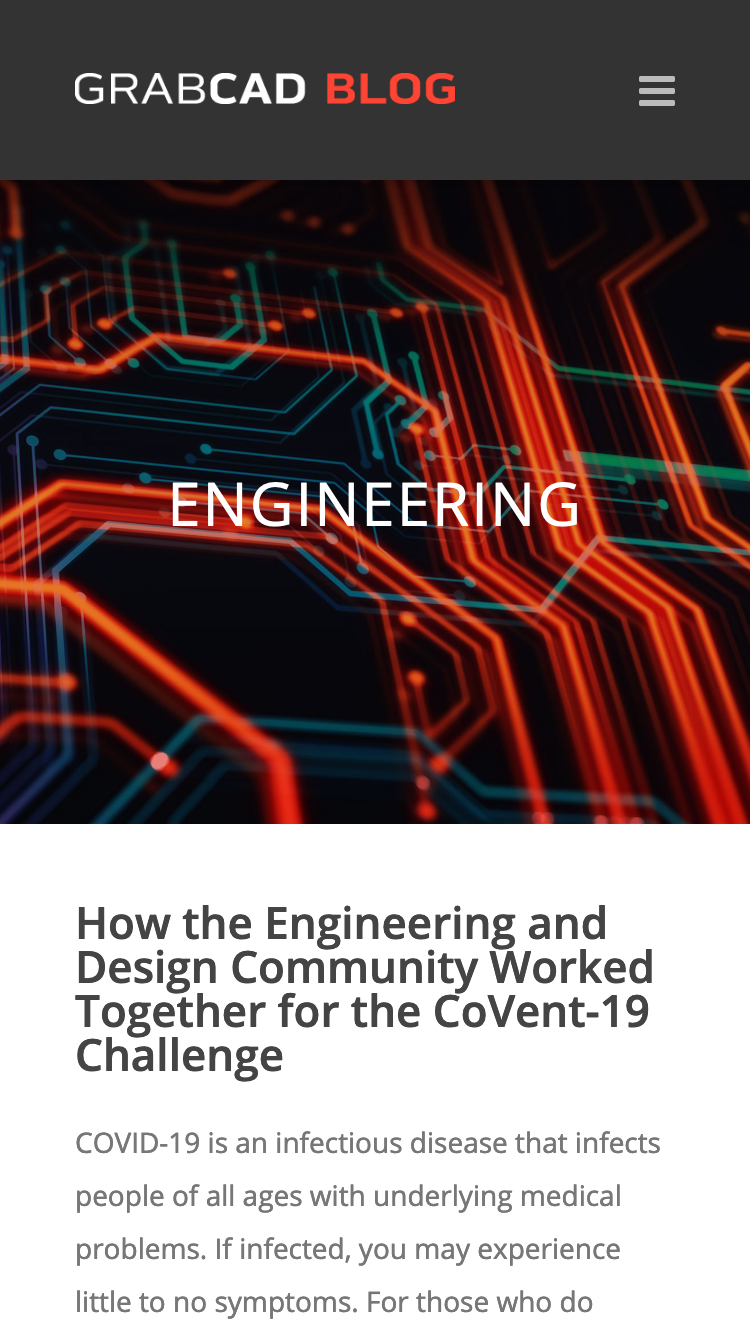 GRABCAD BLOG
ENGINEERING
How the Engineering and
Design Community Worked
Together for the CoVent-19
Challenge
COVID-19 is an infectious disease that infects
people of all ages with underlying medical
problems. If infected, you may experience
little to no symptoms. For those who do